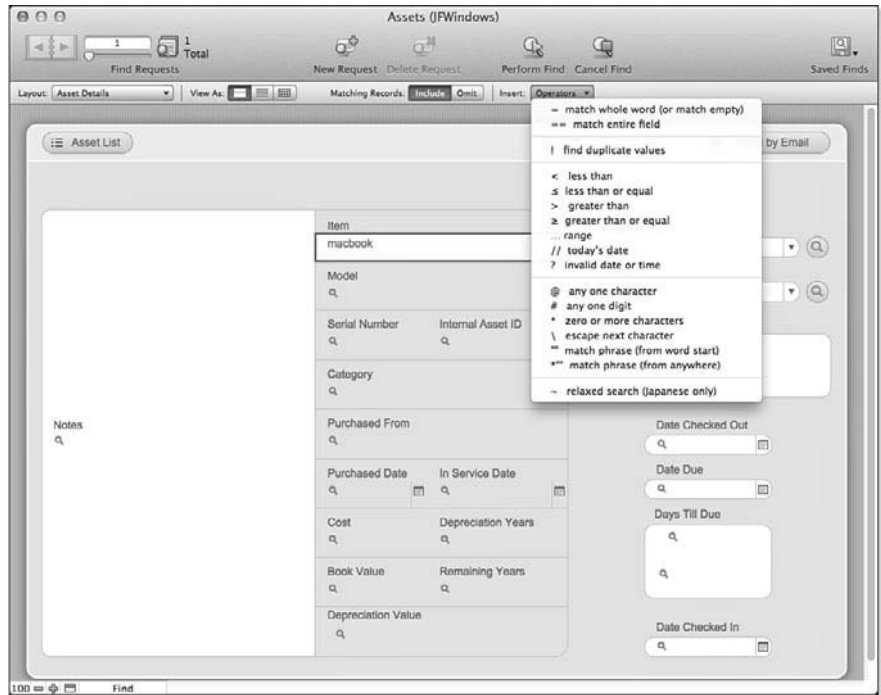 Assets (JFWindows)
1
1
Total
Find Requests
New Request
Delete Request
Perform Find
Cancel Find
Saved Finds
Layout: Asset Details
View As:
Matching Records: Include Omit
Insert: Operators
= match whole word (or match empty)
== match entire field
! find duplicate values
< less than
≤ less than or equal
> greater than
≥ greater than or equal
... range
// today's date
? invalid date or time
@ any one character
# any one digit
* zero or more characters
\ escape next character
"" match phrase (from word start)
*"" match phrase (from anywhere)
~ relaxed search (Japanese only)
Asset List
by Email
Item
macbook
Model
Serial Number
Internal Asset ID
Category
Notes
Purchased From
Purchased Date
In Service Date
Cost
Depreciation Years
Book Value
Remaining Years
Depreciation Value
Date Checked Out
Date Due
Days Till Due
Date Checked In
100
Find